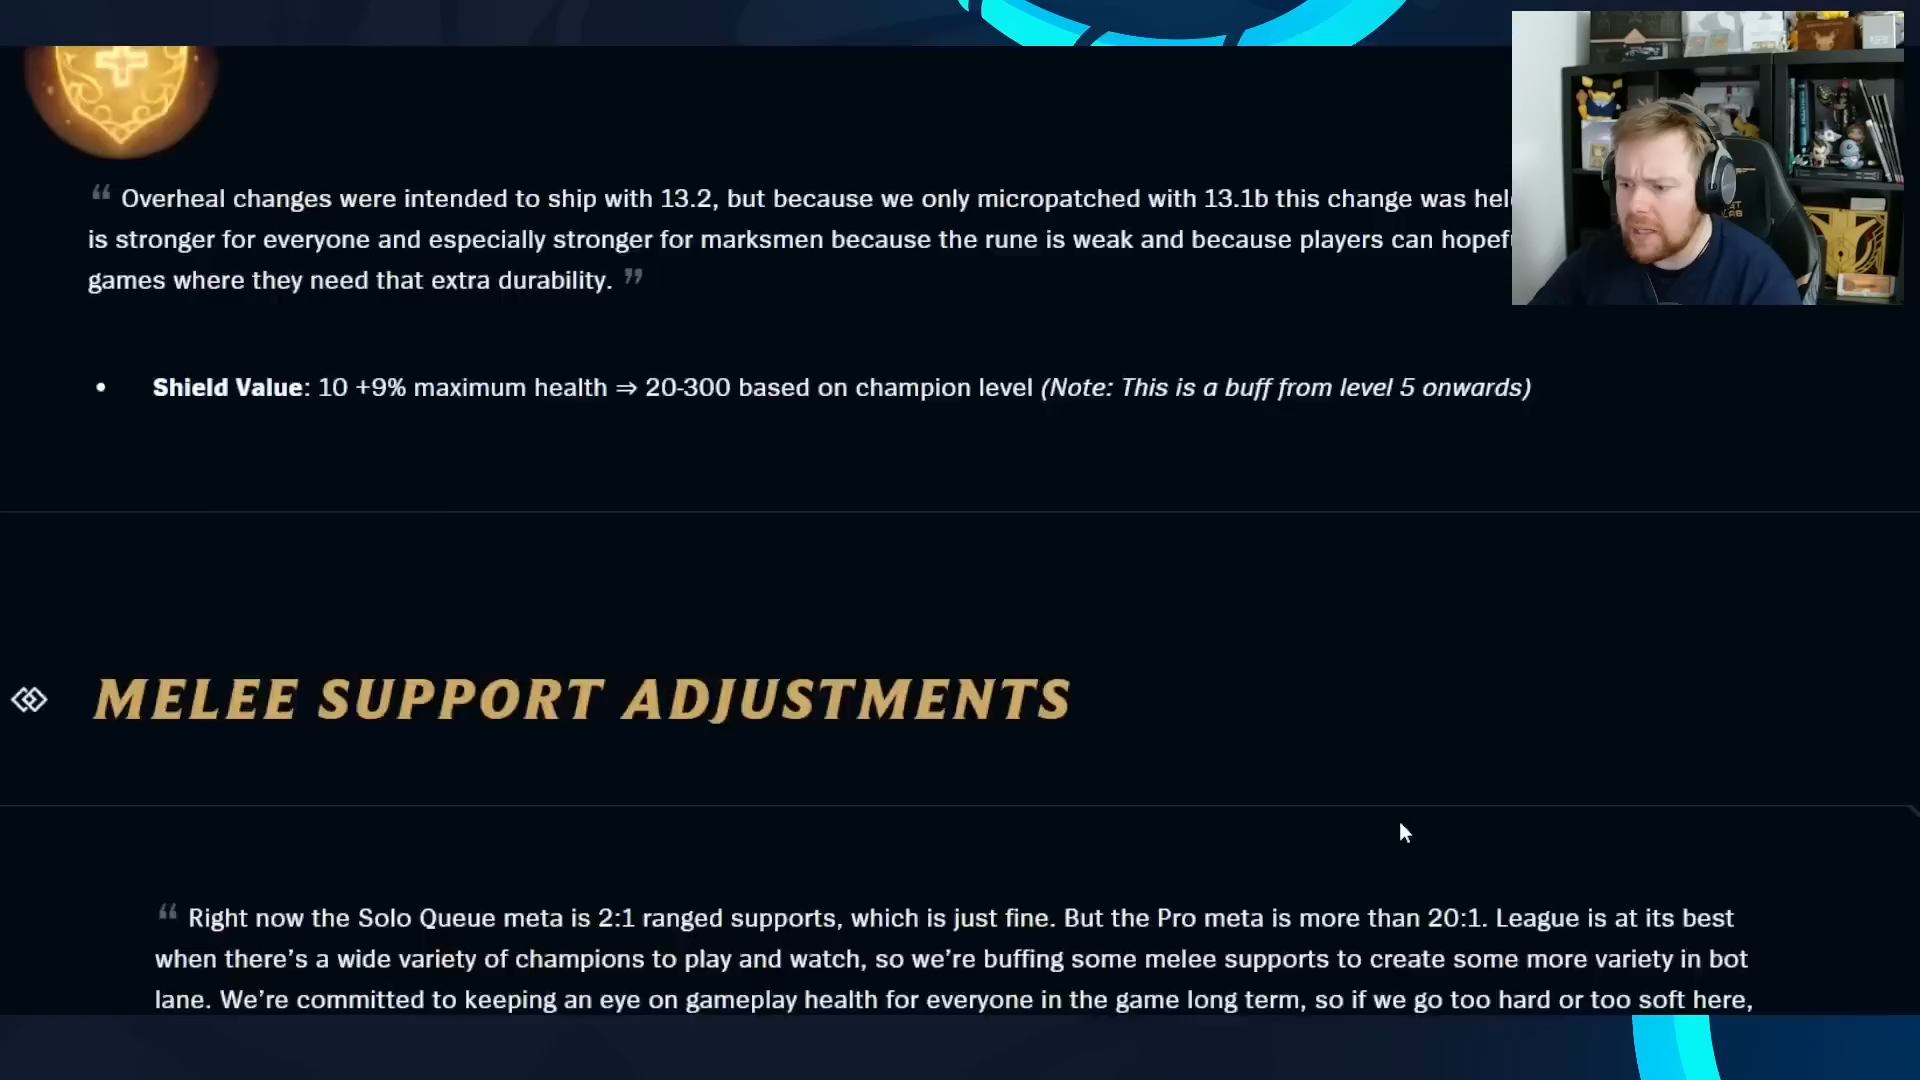 “ Overheal changes were intended to ship with 13.2, but because we only micropatched with 13.1b this change was hel
is stronger for everyone and especially stronger for marksmen because the rune is weak and because players can hopef
games where they need that extra durability. ”
• Shield Value: 10 +9% maximum health ⇒ 20-300 based on champion level (Note: This is a buff from level 5 onwards)
MELEE SUPPORT ADJUSTMENTS
“ Right now the Solo Queue meta is 2:1 ranged supports, which is just fine. But the Pro meta is more than 20:1. League is at its best
when there’s a wide variety of champions to play and watch, so we’re buffing some melee supports to create some more variety in bot
lane. We’re committed to keeping an eye on gameplay health for everyone in the game long term, so if we go too hard or too soft here,